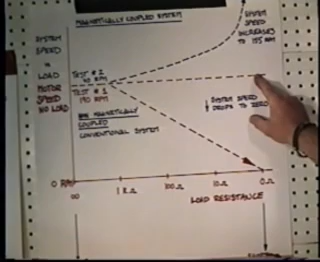 MAGNETICALLY COUPLED SYSTEM
SYSTEM
SPEED
INCREASES
TO 155 RPM
SYSTEM
SPEED
LOAD
MOTOR
SPEED
NO LOAD
TEST # 2
TEST # 1
190 RPM
MAGNETICALLY
COUPLED
CONVENTIONAL SYSTEM
SYSTEM SPEED
DROPS TO ZERO
0 RPM
∞
1 K Ω
100 Ω
10 Ω
0 Ω
LOAD RESISTANCE